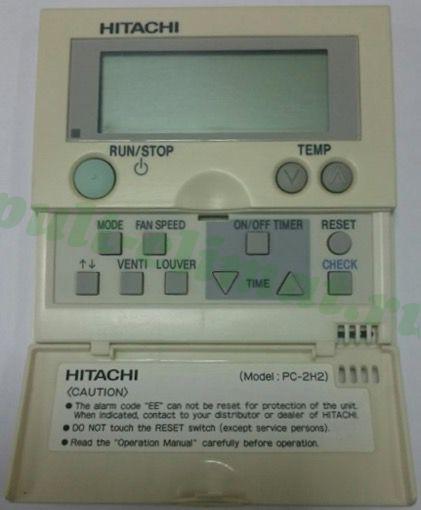 HITACHI
RUN/STOP TEMP
MODE FAN SPEED ON/OFF TIMER RESET
↑↓ VENTI LOUVER TIME CHECK
HITACHI (Model : PC-2H2)
〈CAUTION〉
● The alarm code "EE" can not be reset for protection of the unit.
When indicated, contact to your distributor or dealer of HITACHI.
● DO NOT touch the RESET switch (except service persons).
● Read the "Operation Manual" carefully before operation.